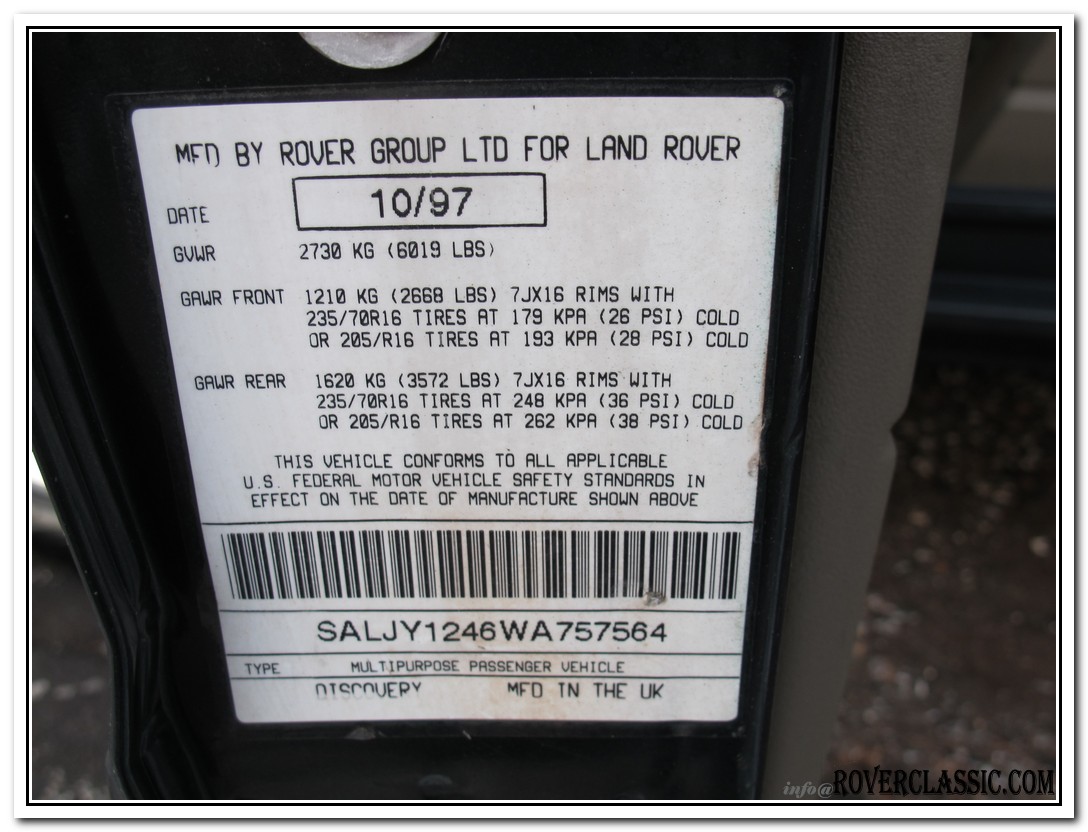 MFD BY ROVER GROUP LTD FOR LAND ROVER
DATE 10/97
GVWR 2730 KG (6019 LBS)
GAWR FRONT 1210 KG (2668 LBS) 7JX16 RIMS WITH
235/70R16 TIRES AT 179 KPA (26 PSI) COLD
OR 205/R16 TIRES AT 193 KPA (28 PSI) COLD
GAWR REAR 1620 KG (3572 LBS) 7JX16 RIMS WITH
235/70R16 TIRES AT 248 KPA (36 PSI) COLD
OR 205/R16 TIRES AT 262 KPA (38 PSI) COLD
THIS VEHICLE CONFORMS TO ALL APPLICABLE
U.S. FEDERAL MOTOR VEHICLE SAFETY STANDARDS IN
EFFECT ON THE DATE OF MANUFACTURE SHOWN ABOVE
SALJY1246WA757564
TYPE MULTIPURPOSE PASSENGER VEHICLE
DISCOVERY MFD IN THE UK
info@ROVERCLASSIC.COM